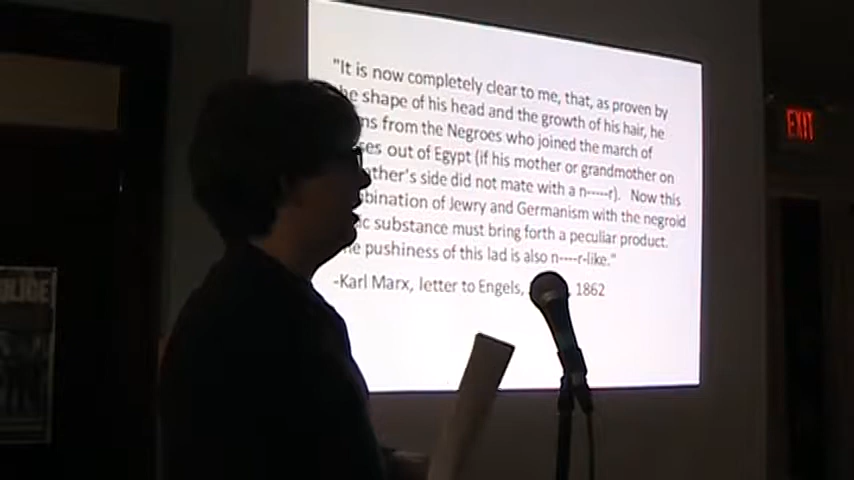 "It is now completely clear to me, that, as proven by
the shape of his head and the growth of his hair, he
from the Negroes who joined the march of
out of Egypt (if his mother or grandmother on
father's side did not mate with a n-----r). Now this
of Jewry and Germanism with the negroid
substance must bring forth a peculiar product.
pushiness of this lad is also n----r-like."
-Karl Marx, letter to Engels, 1862
EXIT